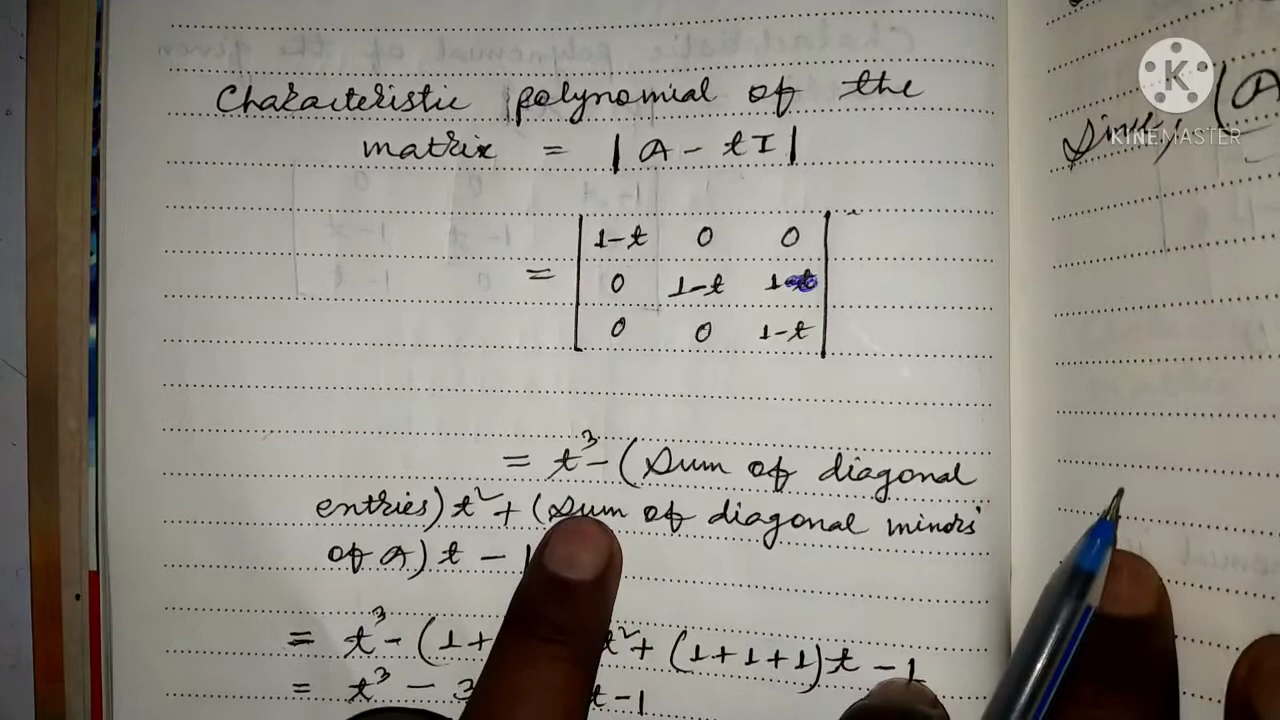 Characteristic polynomial of the
matrix = |A - tI|
= | 1-t 0 0 |
| 0 1-t 1 |
| 0 0 1-t |
= t³ - (Sum of diagonal
entries) t² + (Sum of diagonal minors
of A) t -
= t³ - (1+ t² + (1+1+1) t - 1
= t³ - 3 t - 1
Since, (A
K
KINEMASTER